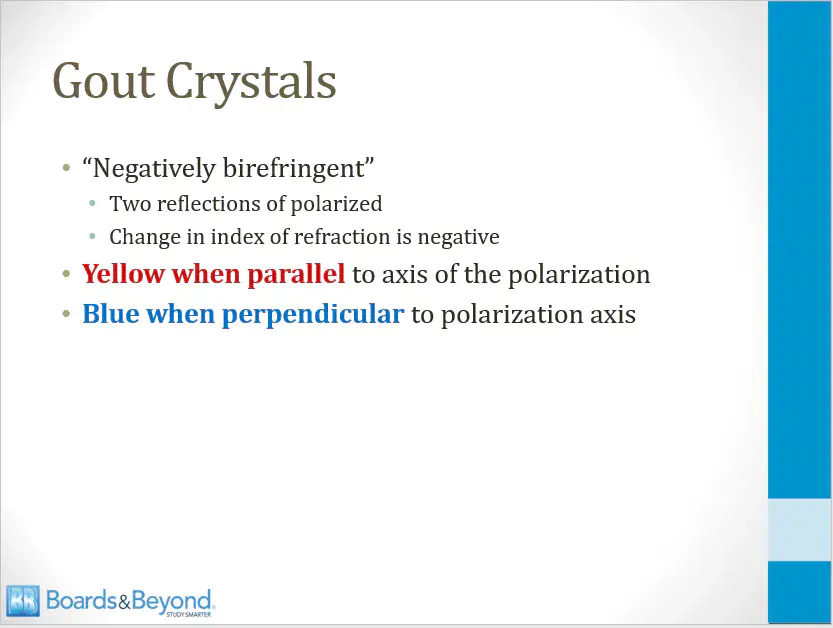 Gout Crystals
• “Negatively birefringent”
• Two reflections of polarized
• Change in index of refraction is negative
• Yellow when parallel to axis of the polarization
• Blue when perpendicular to polarization axis
BB Boards&Beyond.
STUDY SMARTER